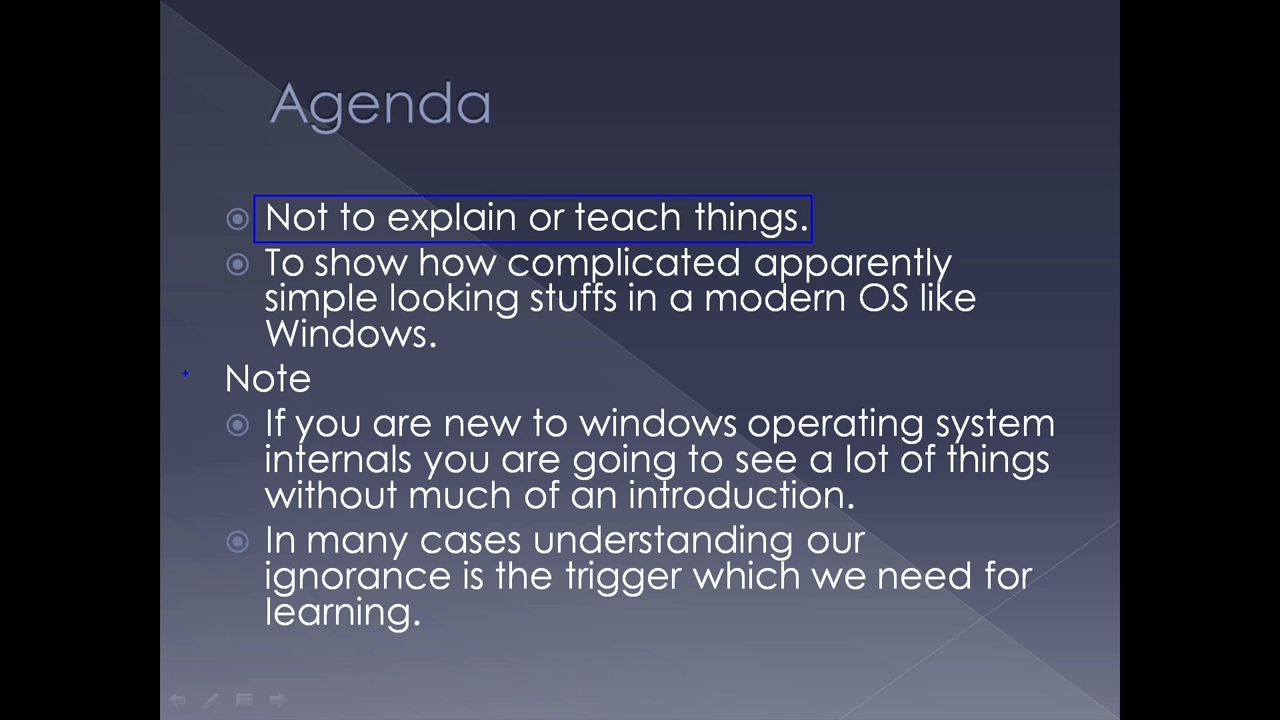 Agenda
Not to explain or teach things.
To show how complicated apparently
simple looking stuffs in a modern OS like
Windows.
Note
If you are new to windows operating system
internals you are going to see a lot of things
without much of an introduction.
In many cases understanding our
ignorance is the trigger which we need for
learning.